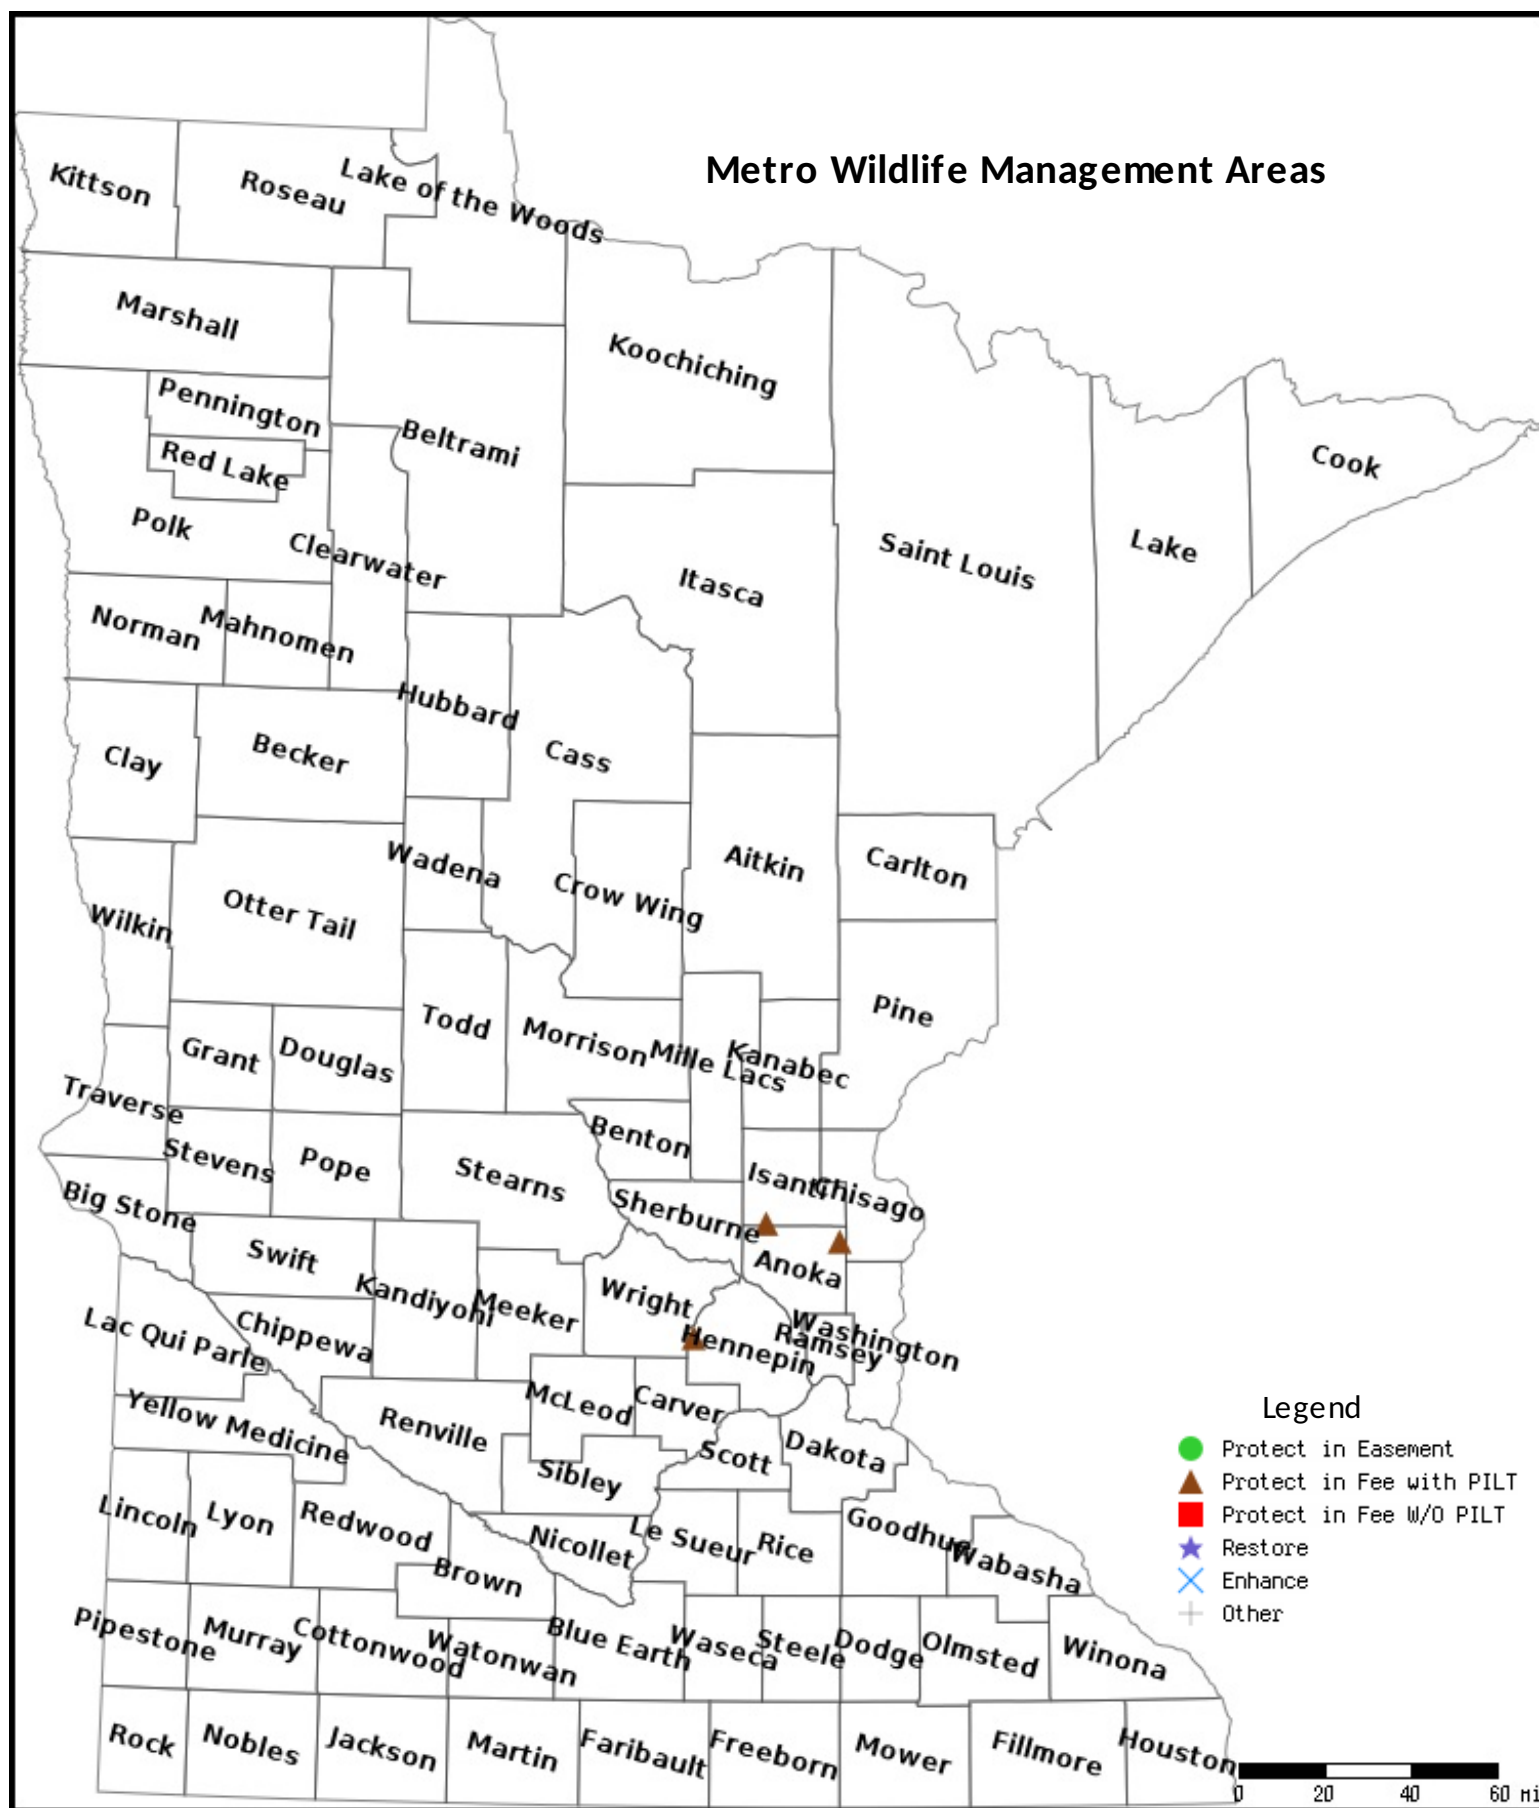 Metro Wildlife Management Areas
Kittson
Roseau
Lake of the Woods
Marshall
Koochiching
Pennington
Beltrami
Red Lake
Cook
Polk
Clearwater
Saint Louis
Lake
Itasca
Norman
Mahnomen
Hubbard
Clay
Becker
Cass
Wadena
Aitkin
Carlton
Crow Wing
Otter Tail
Wilkin
Todd
Morrison
Mille Lacs
Kanabec
Pine
Grant
Douglas
Traverse
Benton
Stevens
Pope
Stearns
Isanti
Chisago
Big Stone
Sherburne
Swift
Anoka
Kandiyohi
Meeker
Wright
Lac Qui Parle
Chippewa
Hennepin
Ramsey
Washington
McLeod
Carver
Yellow Medicine
Renville
Scott
Dakota
Sibley
Lincoln
Lyon
Redwood
Nicollet
Le Sueur
Rice
Goodhue
Wabasha
Brown
Pipestone
Murray
Cottonwood
Watonwan
Blue Earth
Waseca
Steele
Dodge
Olmsted
Winona
Rock
Nobles
Jackson
Martin
Faribault
Freeborn
Mower
Fillmore
Houston
Legend
Protect in Easement
Protect in Fee with PILT
Protect in Fee W/O PILT
Restore
Enhance
Other
0 20 40 60 mi